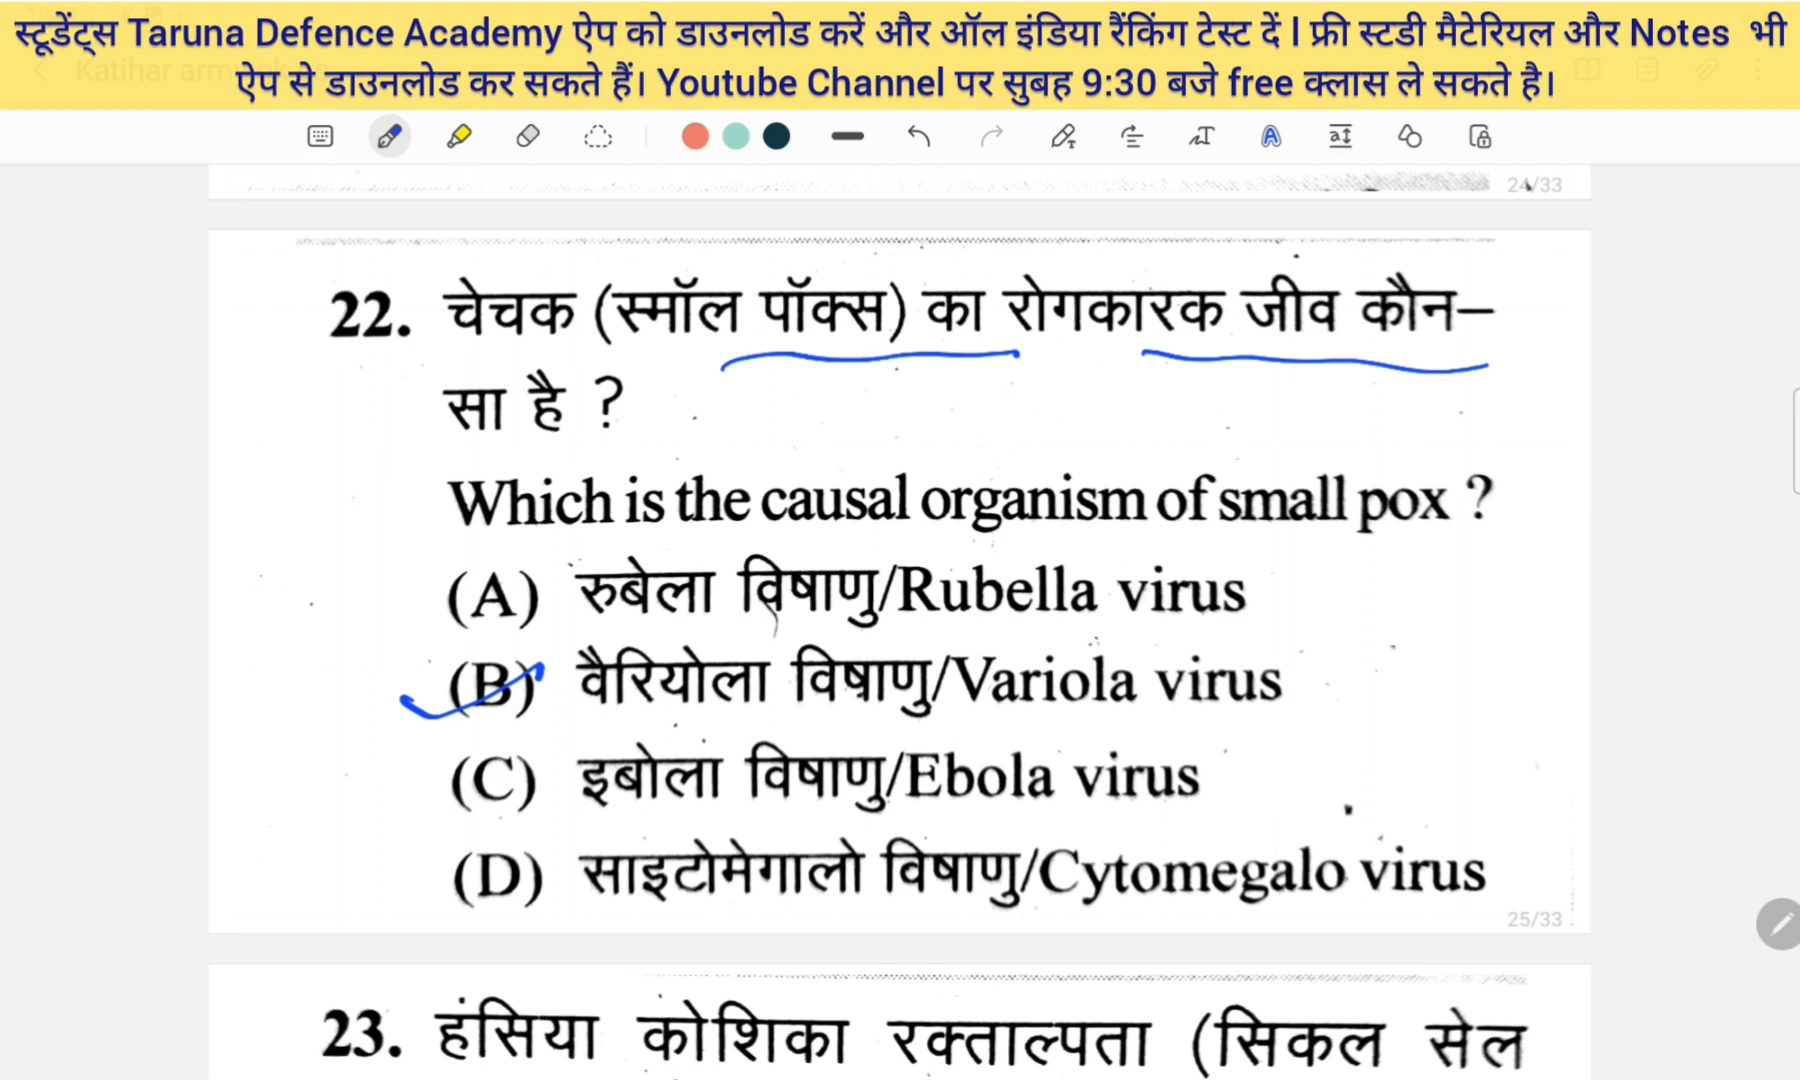 स्टूडेंट्स Taruna Defence Academy ऐप को डाउनलोड करें और ऑल इंडिया रैंकिंग टेस्ट दें l फ्री स्टडी मैटेरियल और Notes भी
ऐप से डाउनलोड कर सकते हैं। Youtube Channel पर सुबह 9:30 बजे free क्लास ले सकते है।
24/33
22. चेचक (स्मॉल पॉक्स) का रोगकारक जीव कौन–
सा है ?
Which is the causal organism of small pox ?
(A) रुबेला विषाणु/Rubella virus
(B) वैरियोला विषाणु/Variola virus
(C) इबोला विषाणु/Ebola virus
(D) साइटोमेगालो विषाणु/Cytomegalo virus
25/33
23. हंसिया कोशिका रक्ताल्पता (सिकल सेल